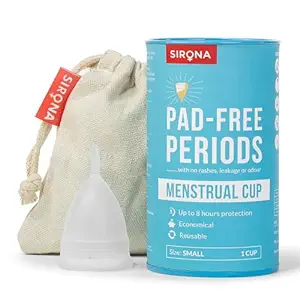 SIRONA
SIRONA
PAD-FREE
PERIODS
...with no rashes, leakage or odour
MENSTRUAL CUP
Up to 8 hours protection
Economical
Reusable
Size: SMALL
1 CUP